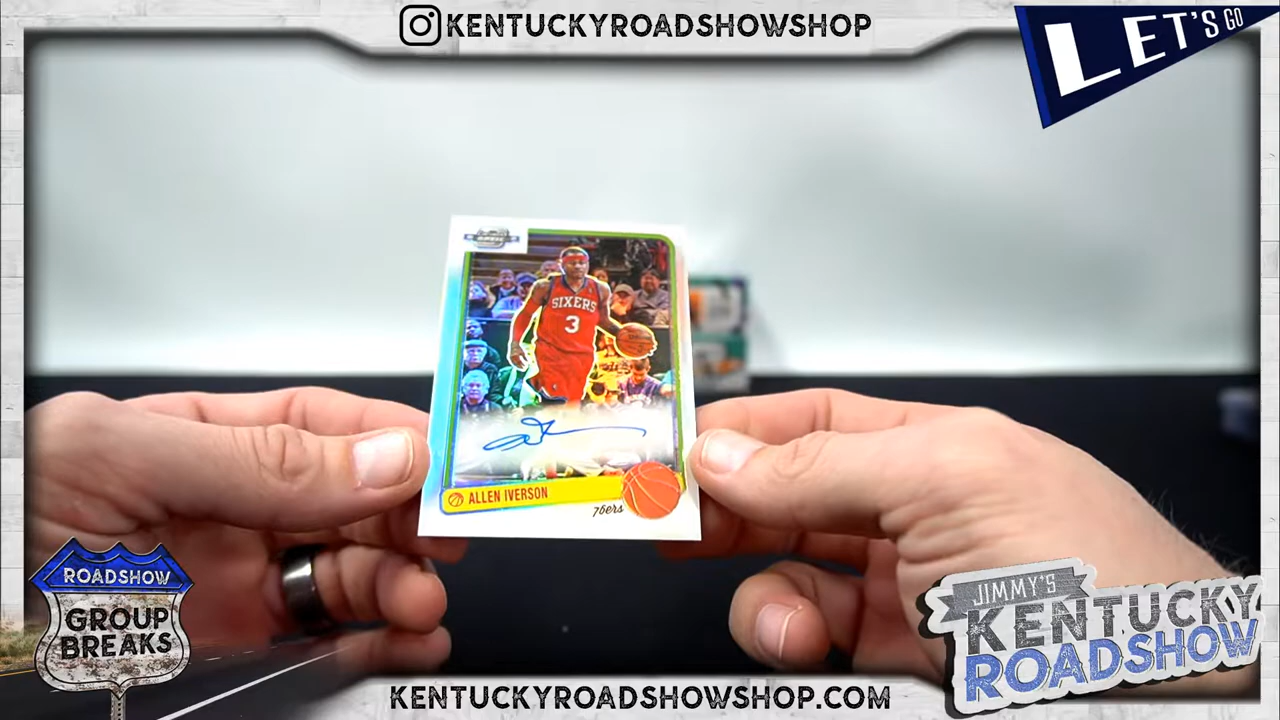 KENTUCKYROADSHOWSHOP
LET'S GO
SIXERS
3
ALLEN IVERSON
76ers
ROADSHOW
GROUP
BREAKS
JIMMY'S
KENTUCKY
ROADSHOW
KENTUCKYROADSHOWSHOP.COM